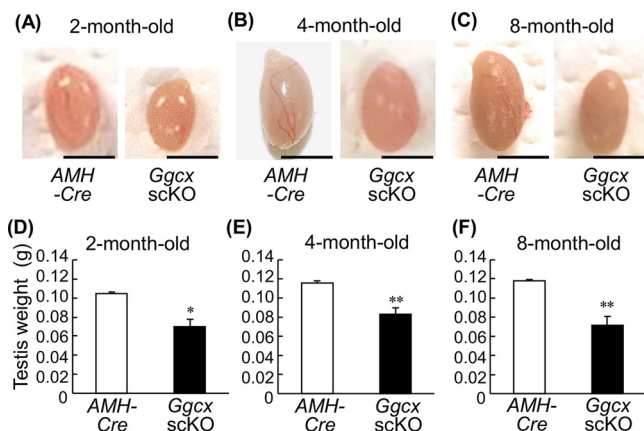 (A) 2-month-old
AMH
-Cre
Ggcx
scKO
(B) 4-month-old
AMH
-Cre
Ggcx
scKO
(C) 8-month-old
AMH
-Cre
Ggcx
scKO
(D) 2-month-old
Testis weight (g)
0.14
0.12
0.10
0.08
0.06
0.04
0.02
0
*
AMH-
Cre
Ggcx
scKO
(E) 4-month-old
0.14
0.12
0.10
0.08
0.06
0.04
0.02
0
**
AMH-
Cre
Ggcx
scKO
(F) 8-month-old
0.14
0.12
0.10
0.08
0.06
0.04
0.02
0
**
AMH-
Cre
Ggcx
scKO